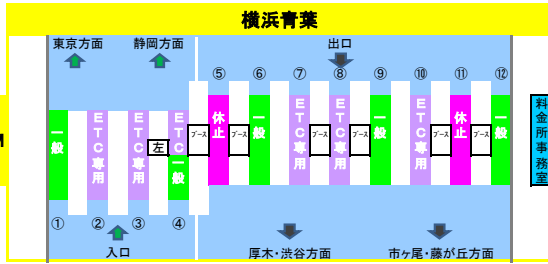 横浜青葉
東京方面 静岡方面 出口
⑤ ⑥ ⑦ ⑧ ⑨ ⑩ ⑪ ⑫
一般
ETC専用
ETC専用
左
ETC
一般
ブース
休止
ブース
一般
ETC専用
ブース
ETC専用
ブース
一般
ETC専用
ブース
休止
ブース
一般
料金所事務室
① ② ③ ④
入口 厚木・渋谷方面 市ヶ尾・藤が丘方面